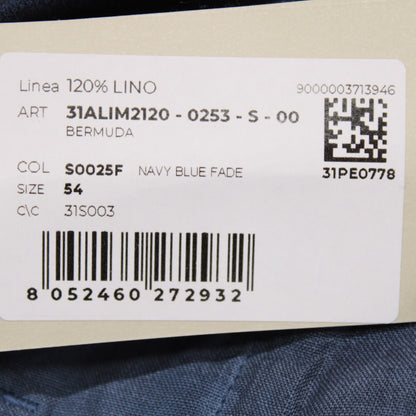 Linea 120% LINO
9000003713946
ART 31ALIM2120 - 0253 - S - 00
BERMUDA
31PE0778
COL S0025F NAVY BLUE FADE
SIZE 54
C\C 31S003
8 052460 272932